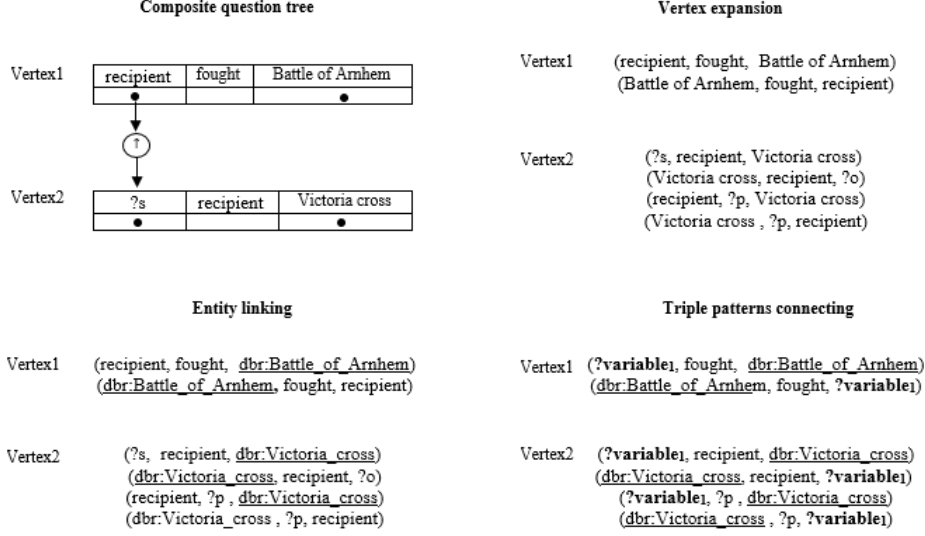 Composite question tree
Vertex1
recipient fought Battle of Arnhem
↑
Vertex2
?s recipient Victoria cross
Vertex expansion
Vertex1 (recipient, fought, Battle of Arnhem)
(Battle of Arnhem, fought, recipient)
Vertex2 (?s, recipient, Victoria cross)
(Victoria cross, recipient, ?o)
(recipient, ?p, Victoria cross)
(Victoria cross , ?p, recipient)
Entity linking
Vertex1 (recipient, fought, dbr:Battle_of_Arnhem)
(dbr:Battle_of_Arnhem, fought, recipient)
Vertex2 (?s, recipient, dbr:Victoria_cross)
(dbr:Victoria_cross, recipient, ?o)
(recipient, ?p , dbr:Victoria_cross)
(dbr:Victoria_cross , ?p, recipient)
Triple patterns connecting
Vertex1 (?variable1, fought, dbr:Battle_of_Arnhem)
(dbr:Battle_of_Arnhem, fought, ?variable1)
Vertex2 (?variable1, recipient, dbr:Victoria_cross)
(dbr:Victoria_cross, recipient, ?variable1)
(?variable1, ?p , dbr:Victoria_cross)
(dbr:Victoria_cross , ?p, ?variable1)